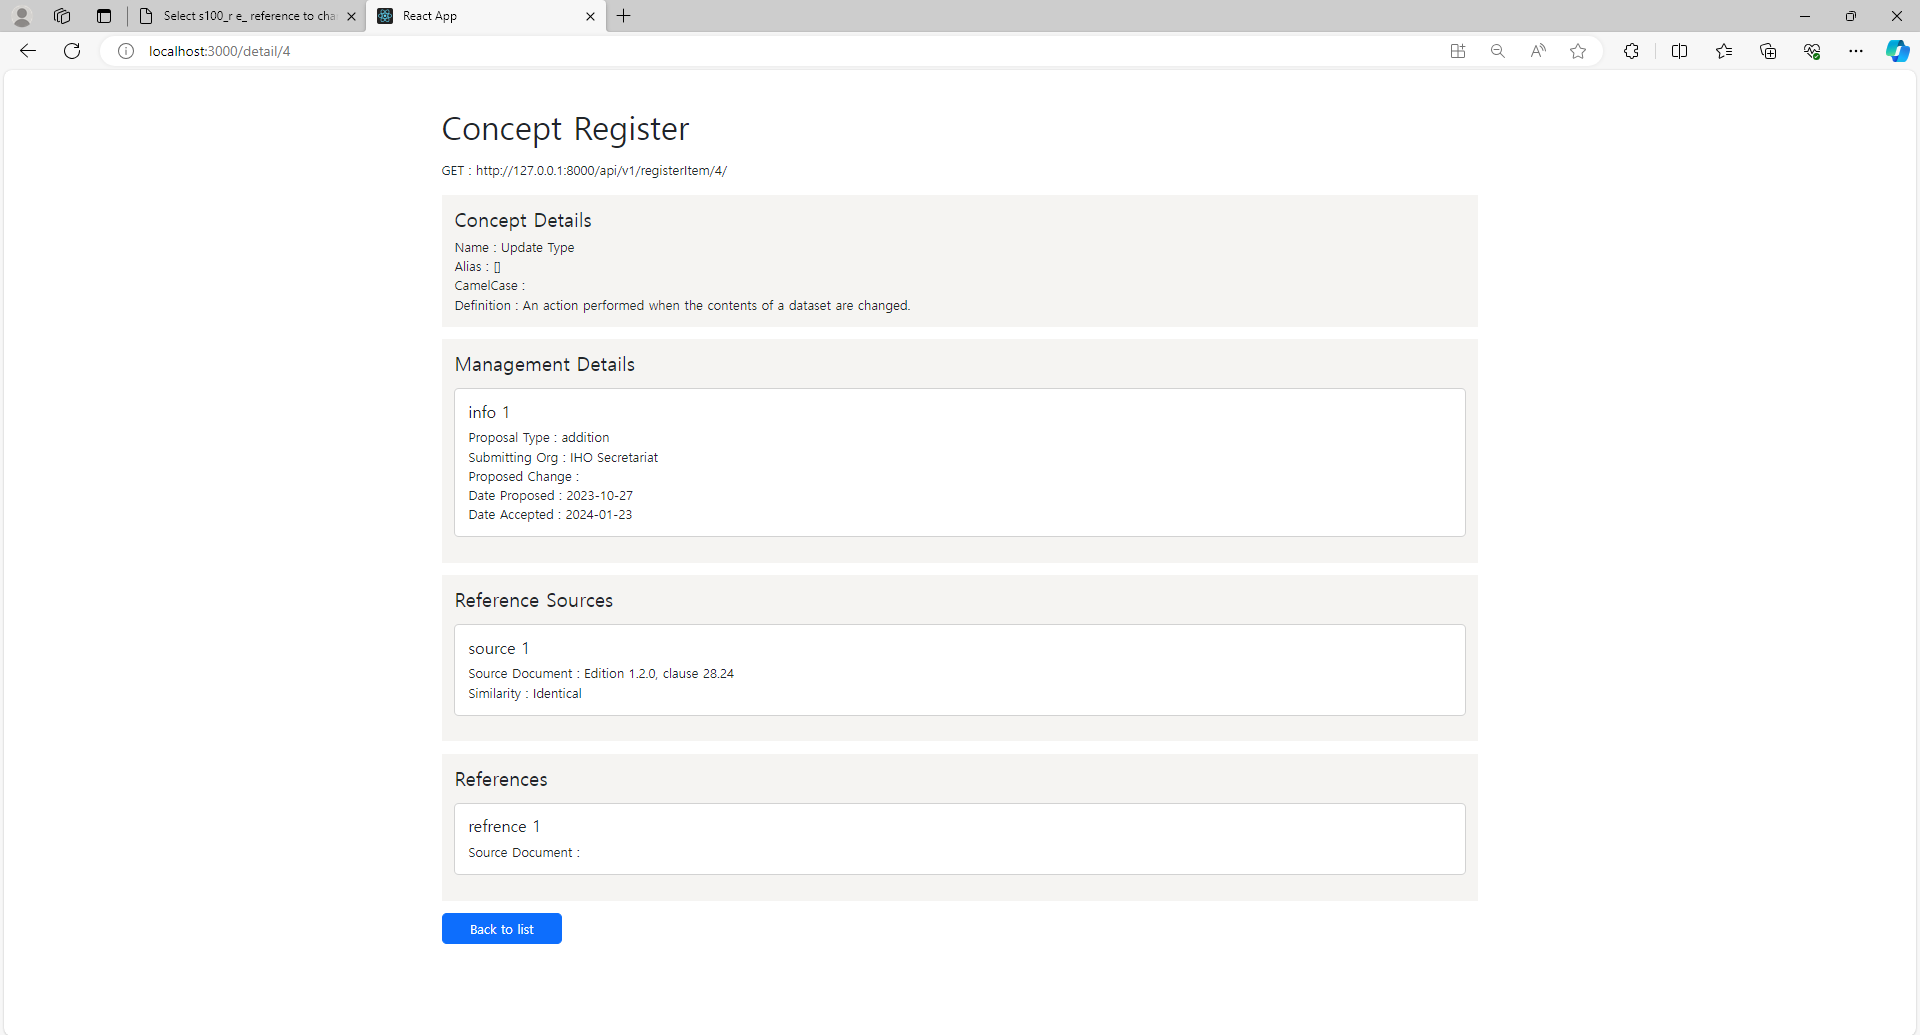 Select s100_r e_ reference to cha
React App
localhost:3000/detail/4
Concept Register
GET : http://127.0.0.1:8000/api/v1/registerItem/4/
Concept Details
Name : Update Type
Alias : []
CamelCase :
Definition : An action performed when the contents of a dataset are changed.
Management Details
info 1
Proposal Type : addition
Submitting Org : IHO Secretariat
Proposed Change :
Date Proposed : 2023-10-27
Date Accepted : 2024-01-23
Reference Sources
source 1
Source Document : Edition 1.2.0, clause 28.24
Similarity : Identical
References
refrence 1
Source Document :
Back to list